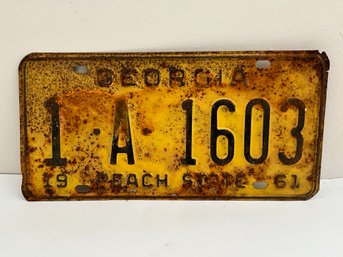 GEORGIA
1·A 1603
19 PEACH STATE 61